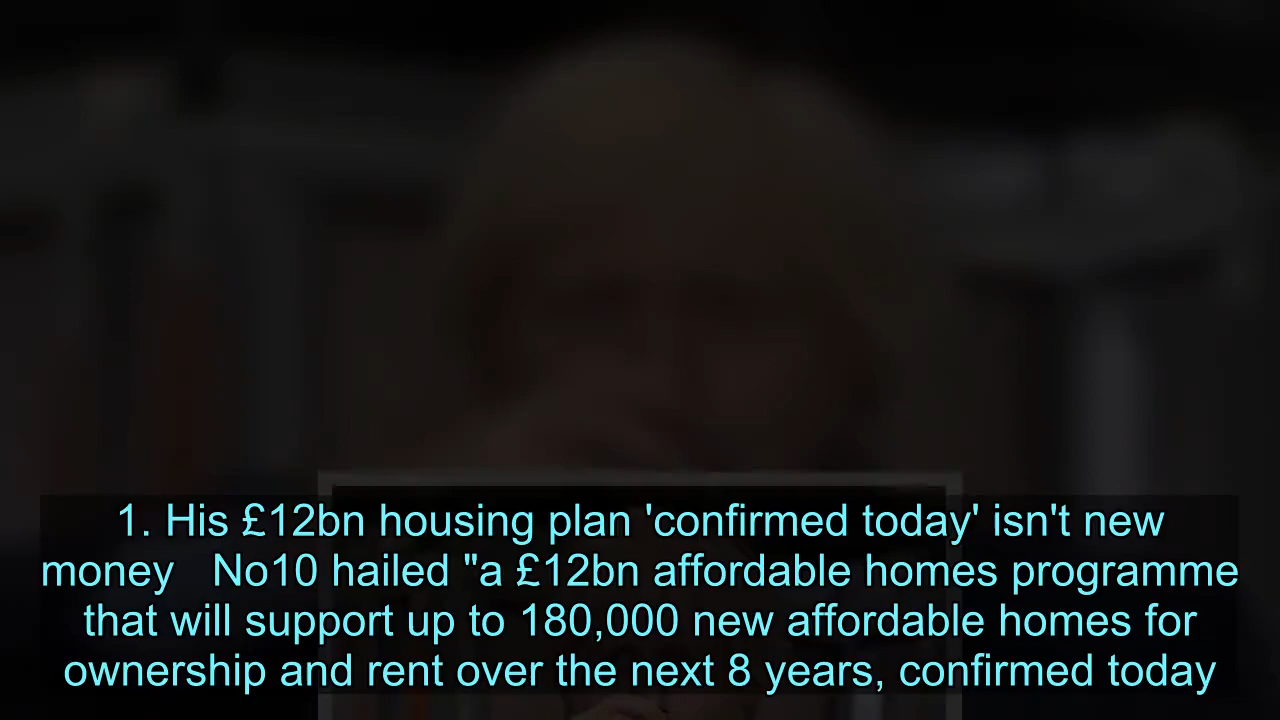 1. His £12bn housing plan 'confirmed today' isn't new
money   No10 hailed "a £12bn affordable homes programme
that will support up to 180,000 new affordable homes for
ownership and rent over the next 8 years, confirmed today